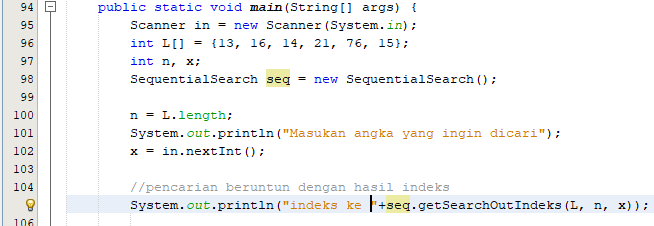 94 public static void main(String[] args) {
95 Scanner in = new Scanner(System.in);
96 int L[] = {13, 16, 14, 21, 76, 15};
97 int n, x;
98 SequentialSearch seq = new SequentialSearch();
99
100 n = L.length;
101 System.out.println("Masukan angka yang ingin dicari");
102 x = in.nextInt();
103
104 //pencarian beruntun dengan hasil indeks
System.out.println("indeks ke "+seq.getSearchOutIndeks(L, n, x));
106